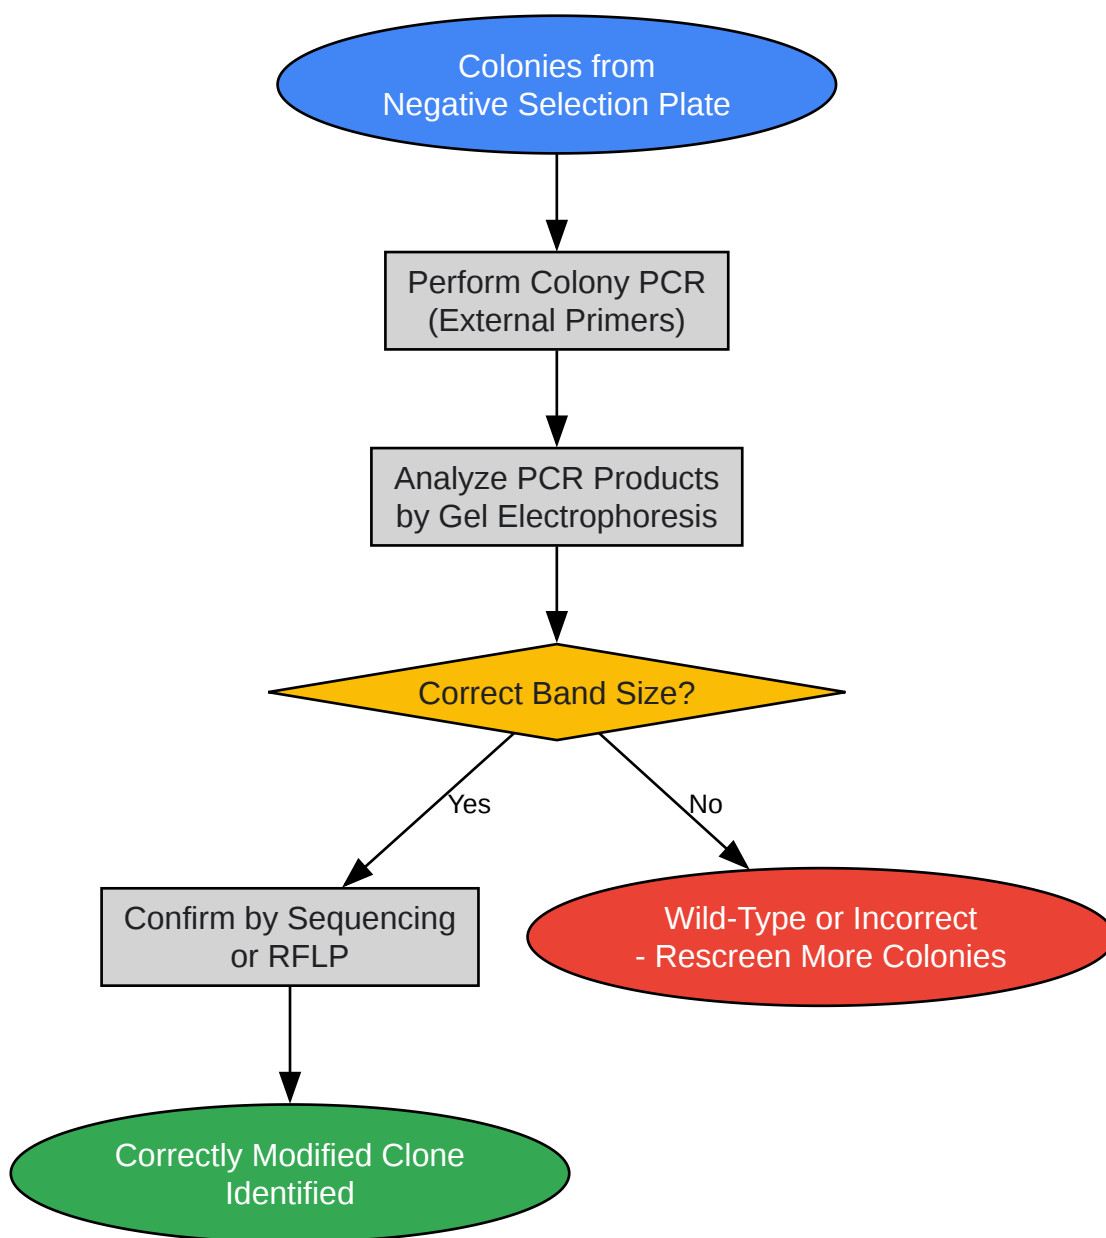 Colonies from
Negative Selection Plate
Perform Colony PCR
(External Primers)
Analyze PCR Products
by Gel Electrophoresis
Correct Band Size?
Yes
No
Confirm by Sequencing
or RFLP
Wild-Type or Incorrect
- Rescreen More Colonies
Correctly Modified Clone
Identified